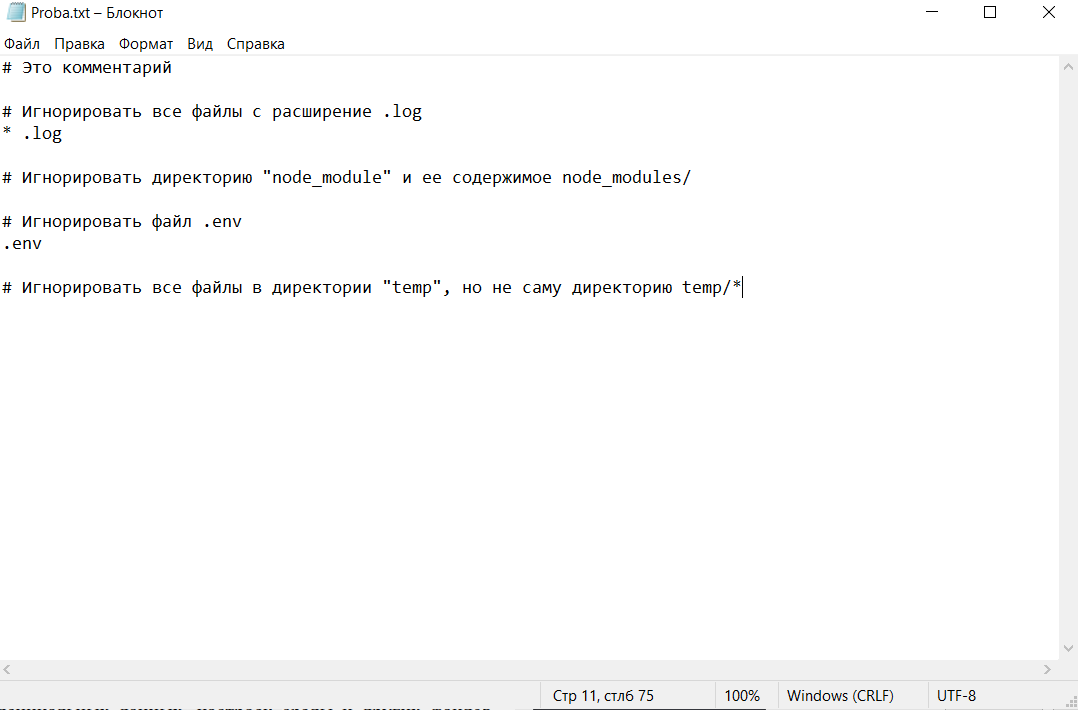 Proba.txt – Блокнот
Файл Правка Формат Вид Справка
# Это комментарий
# Игнорировать все файлы с расширение .log
* .log
# Игнорировать директорию "node_module" и ее содержимое node_modules/
# Игнорировать файл .env
.env
# Игнорировать все файлы в директории "temp", но не саму директорию temp/*
Стр 11, стлб 75 100% Windows (CRLF) UTF-8